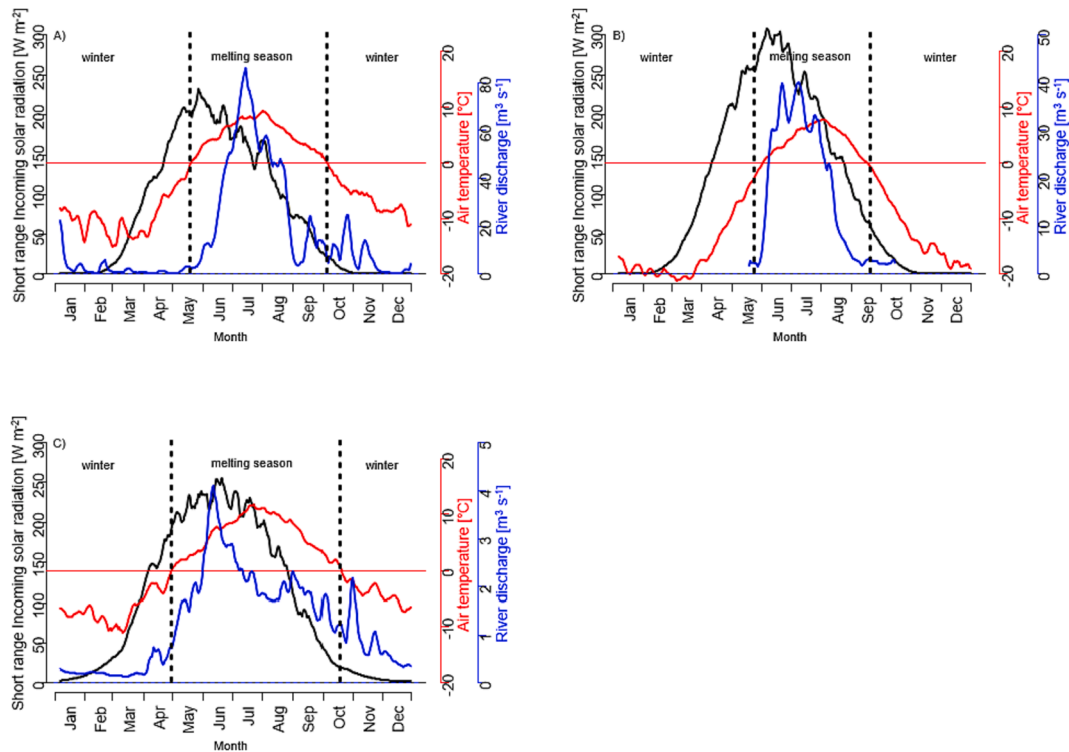 A)
winter
melting season
winter
Short range Incoming solar radiation [W m⁻²]
0 50 100 150 200 250 300
Air temperature [°C]
-20 -10 0 10 20
River discharge [m³ s⁻¹]
0 20 40 60 80
Jan Feb Mar Apr May Jun Jul Aug Sep Oct Nov Dec
Month
B)
winter
melting season
winter
Short range Incoming solar radiation [W m⁻²]
0 50 100 150 200 250 300
Air temperature [°C]
-20 -10 0 10 20
River discharge [m³ s⁻¹]
0 10 20 30 40 50
Jan Feb Mar Apr May Jun Jul Aug Sep Oct Nov Dec
Month
C)
winter
melting season
winter
Short range Incoming solar radiation [W m⁻²]
0 50 100 150 200 250 300
Air temperature [°C]
-20 -10 0 10 20
River discharge [m³ s⁻¹]
0 1 2 3 4 5
Jan Feb Mar Apr May Jun Jul Aug Sep Oct Nov Dec
Month